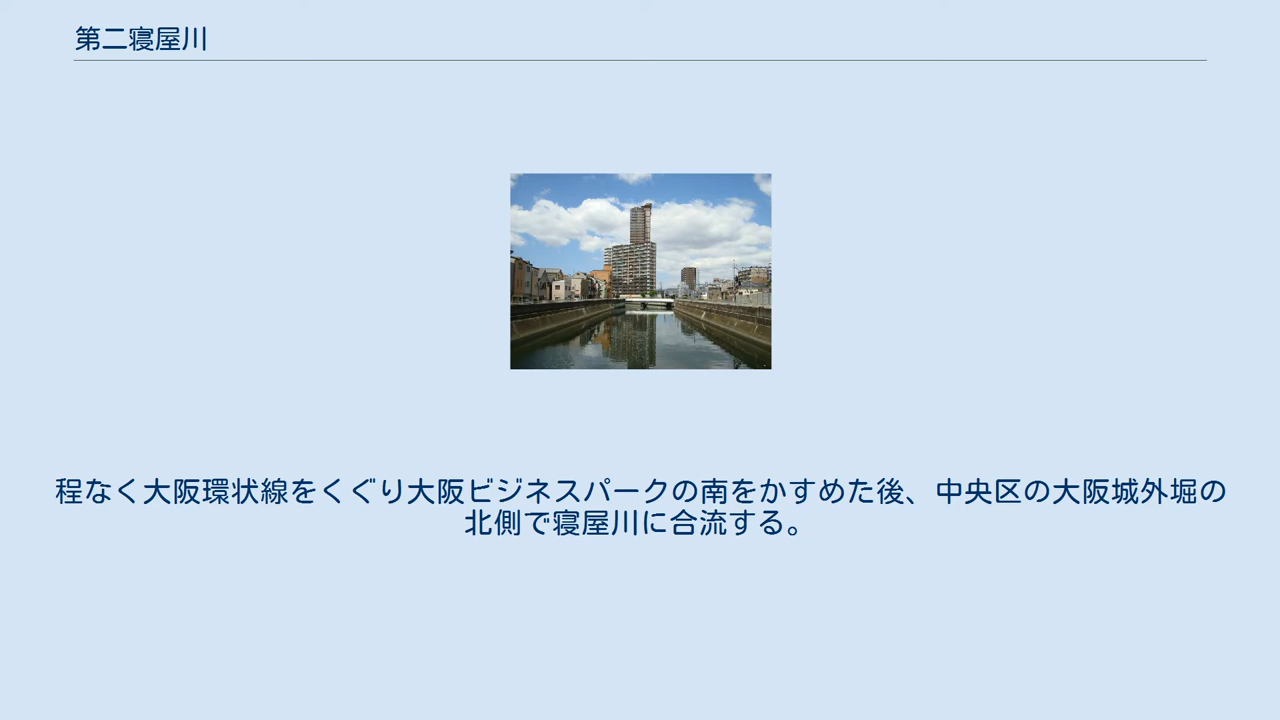 第二寝屋川
程なく大阪環状線をくぐり大阪ビジネスパークの南をかすめた後、中央区の大阪城外堀の
北側で寝屋川に合流する。